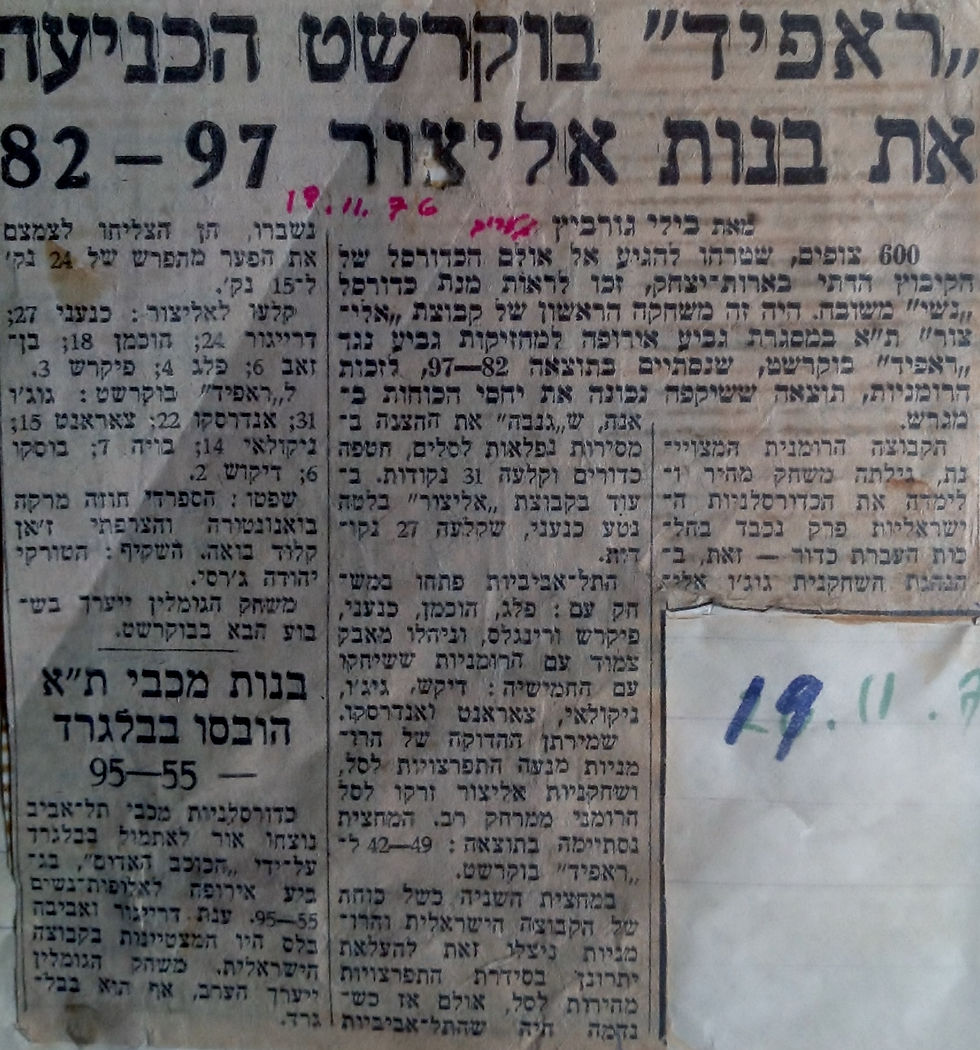 „ראפיד" בוקרשט הכניעה
את בנות אליצור 97 – 82
19.11.76
מאת בילי גורביץ מעריב
600 צופים, שטרחו להגיע אל אולם הכדורסל של
הקיבוץ הדתי בארות־יצחק, זכו לראות מנת כדורסל
„נשי" משובח. היה זה משחקה הראשון של קבוצת „אלי־
צור" ת"א במסגרת גביע אירופה למחזיקות גביע נגד
„ראפיד" בוקרשט, שנסתיים בתוצאה 82—97, לזכות
הרומניות, תוצאה ששיקפה נכונה את יחסי הכוחות ב־
מגרש.
הקבוצה הרומנית המצויי־
נת, גילתה משחק מהיר ו־
לימדה את הכדורסלניות ה־
ישראליות פרק נכבד בהל־
כות העברת כדור — זאת, ב־
הנהגת השחקנית גוג'ו אלי־
אנה, ש„גנבה" את ההצגה ב־
מסירות נפלאות לסלים, חטפה
כדורים וקלעה 31 נקודות. ב־
עוד בקבוצת „אליצור" בלטה
נטע כנעני, שקלעה 27 נקו־
דות.
התל־אביביות פתחו במש־
חק עם: פלג, הוכמן, כנעני,
פיקרש ורינגלס, וניהלו מאבק
צמוד עם הרומניות ששיחקו
עם החמישיה: דיקש, גיג'ו,
ניקולאי, צאראנט ואנדרסקו.
שמירתן ההדוקה של הרו־
מניות מנעה התפרצויות לסל,
ושחקניות אליצור זרקו לסל
הרומני ממרחק רב. המחצית
נסתיימה בתוצאה: 49—42 ל־
„ראפיד" בוקרשט.
במחצית השניה כשל כוחה
של הקבוצה הישראלית והרו־
מניות ניצלו זאת להעלאת
יתרונן בסידרת התפרצויות
מהירות לסל, אולם אז כש־
נדמה היה שהתל־אביביות
נשברו, הן הצליחו לצמצם
את הפער מהפרש של 24 נק'
ל־15 נק'.
קלעו לאליצור: כנעני 27;
דרייגור 24; הוכמן 18; בן־
זאב 6; פלג 4; פיקרש 3.
ל„ראפיד" בוקרשט: גוג'ו
31; אנדרסקו 22; צאראנט 15;
ניקולאי 14; בויה 7; בוסקו
6; דיקוש 2.
שפטו: הספרדי חוזה מרקה
בואנונטורה והצרפתי ז'אן
קלוד בואה. השקיף: הטורקי
יהודה ג'רסי.
משחק הגומלין ייערך בש־
בוע הבא בבוקרשט.
בנות מכבי ת"א
הובסו בבלגרד
— 95—55
כדורסלניות מכבי תל־אביב
נוצחו אור לאתמול בבלגרד
על־ידי „הכוכב האדום", בג־
ביע אירופה לאלופות־נשים
95—55. ענת דרייגור ואביבה
בלס היו המצטיינות בקבוצה
הישראלית. משחק הגומלין
ייערך הערב, אף הוא בבל־
גרד.
19.11.7